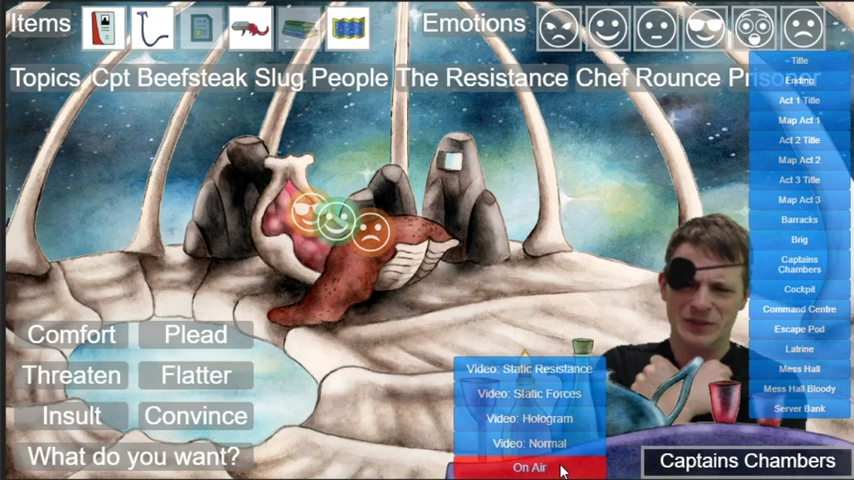 Items
Emotions
Topics Cpt Beefsteak Slug People The Resistance Chef Rounce Prisoner
Title
Ending
Act 1 Title
Map Act 1
Act 2 Title
Map Act 2
Act 3 Title
Map Act 3
Barracks
Brig
Captains
Chambers
Cockpit
Command Centre
Escape Pod
Latrine
Mess Hall
Mess Hall Bloody
Server Bank
Comfort
Plead
Threaten
Flatter
Insult
Convince
What do you want?
Video: Static Resistance
Video: Static Forces
Video: Hologram
Video: Normal
On Air
Captains Chambers